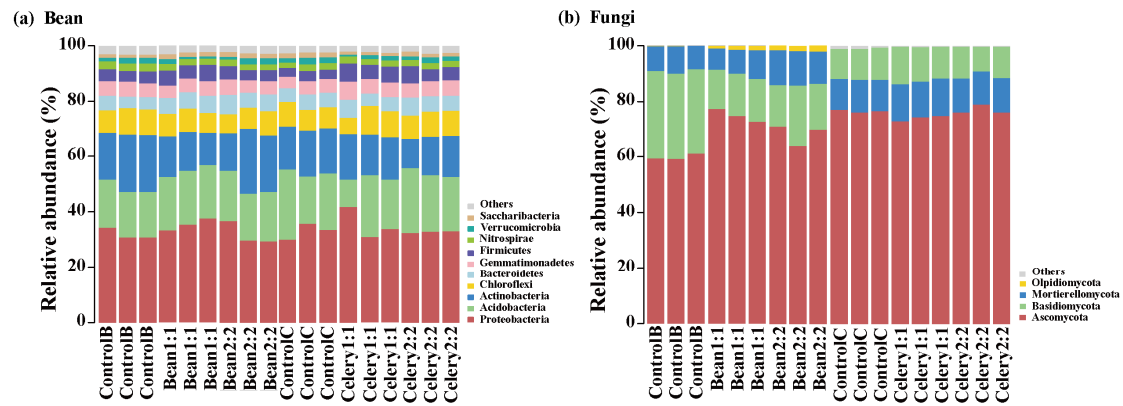 (a) Bean
Relative abundance (%)
100
80
60
40
20
0
Others
Saccharibacteria
Verrucomicrobia
Nitrospirae
Firmicutes
Gemmatimonadetes
Bacteroidetes
Chloroflexi
Actinobacteria
Acidobacteria
Proteobacteria
ControlB
ControlB
ControlB
Bean1:1
Bean1:1
Bean1:1
Bean2:2
Bean2:2
Bean2:2
ControlC
ControlC
ControlC
Celery1:1
Celery1:1
Celery1:1
Celery2:2
Celery2:2
Celery2:2
(b) Fungi
Relative abundance (%)
100
80
60
40
20
0
Others
Olpidiomycota
Mortierellomycota
Basidiomycota
Ascomycota
ControlB
ControlB
ControlB
Bean1:1
Bean1:1
Bean1:1
Bean2:2
Bean2:2
Bean2:2
ControlC
ControlC
ControlC
Celery1:1
Celery1:1
Celery1:1
Celery2:2
Celery2:2
Celery2:2